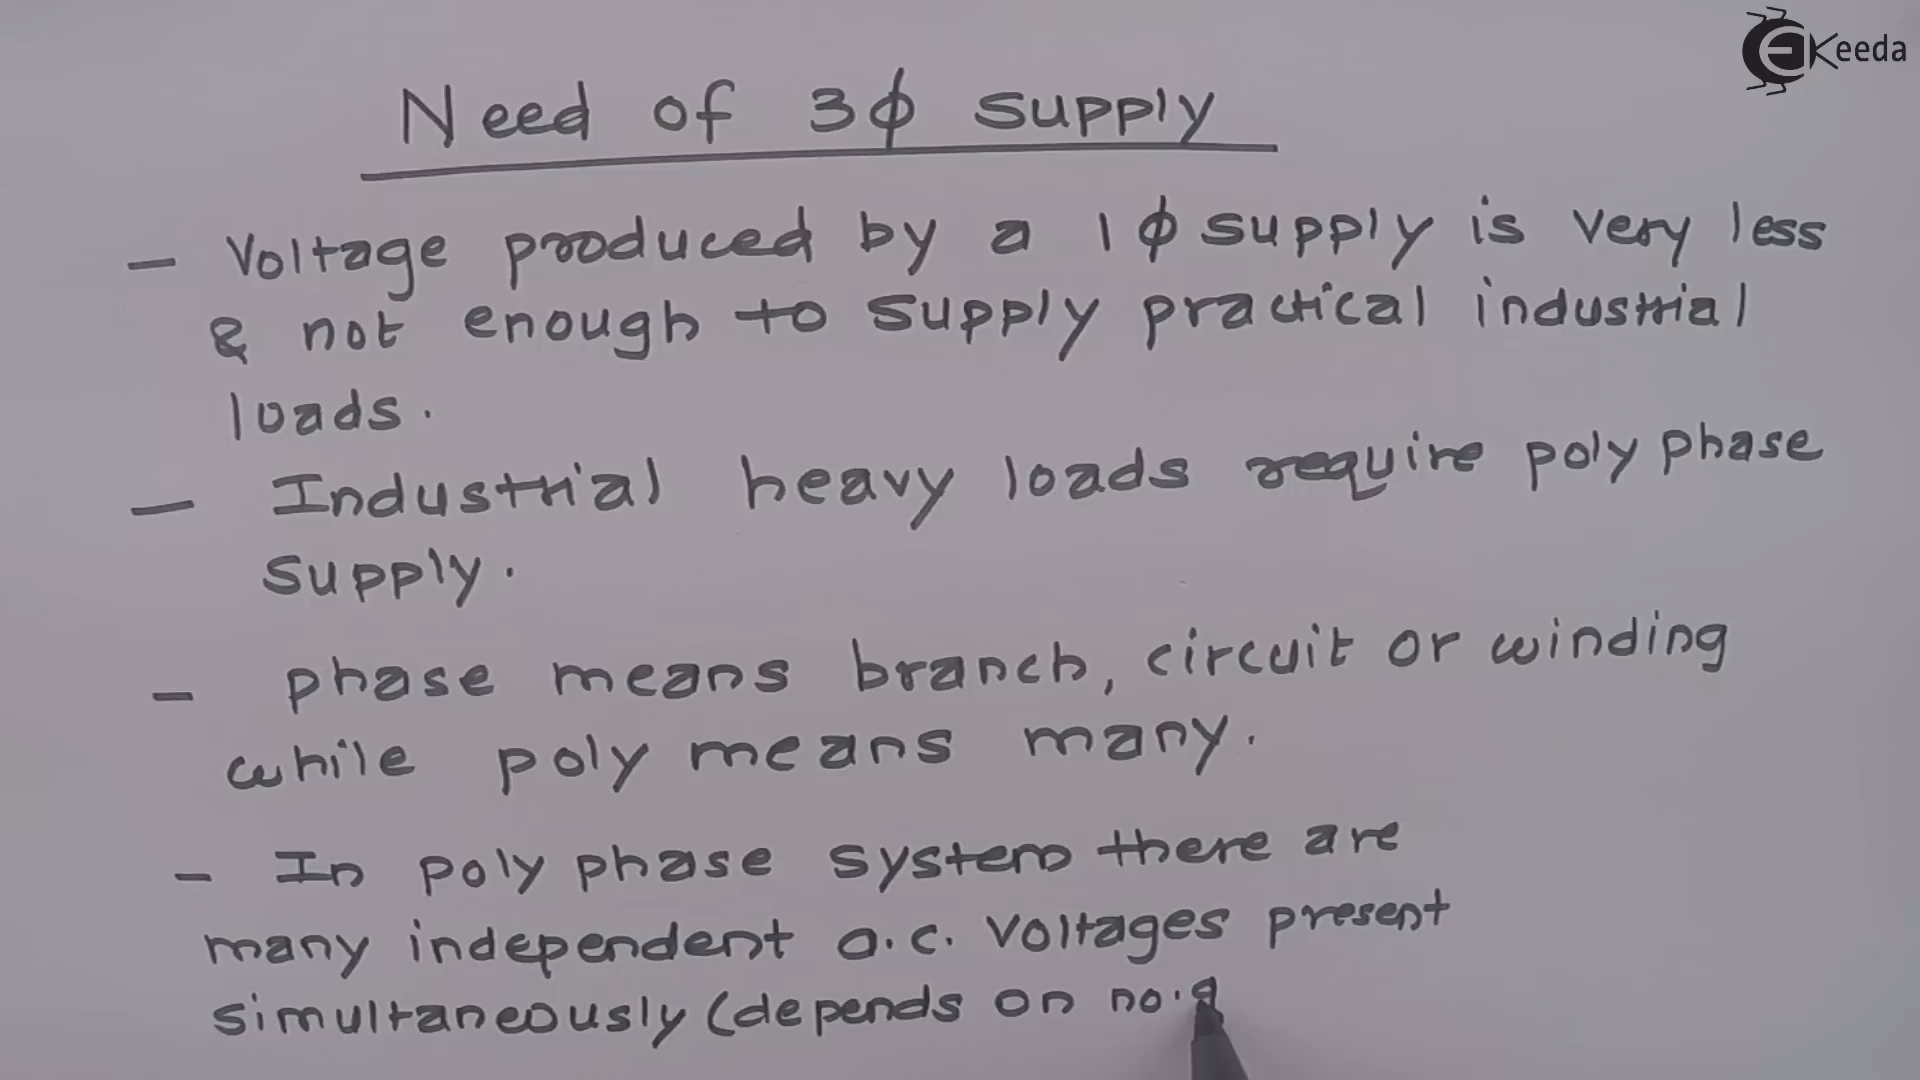 Keeda
Need of 3ϕ supply
- Voltage produced by a 1ϕ supply is very less
& not enough to supply practical industrial
loads.
- Industrial heavy loads require poly phase
supply.
- phase means branch, circuit or winding
while poly means many.
- In poly phase system there are
many independent a.c. voltages present
simultaneously (depends on no.